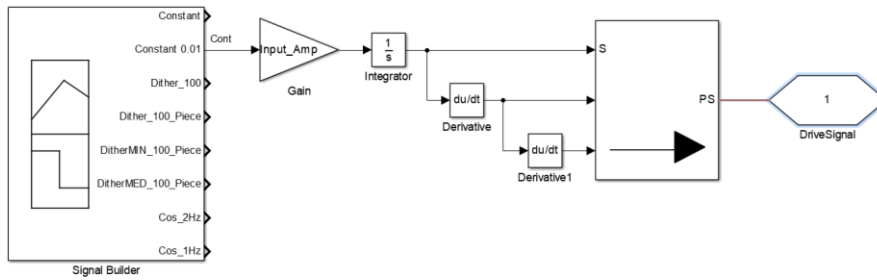 Constant
Constant 0.01
Cont
Dither_100
Dither_100_Piece
DitherMIN_100_Piece
DitherMED_100_Piece
Cos_2Hz
Cos_1Hz
Signal Builder
Input_Amp
Gain
1
s
Integrator
du/dt
Derivative
du/dt
Derivative1
S
PS
1
DriveSignal